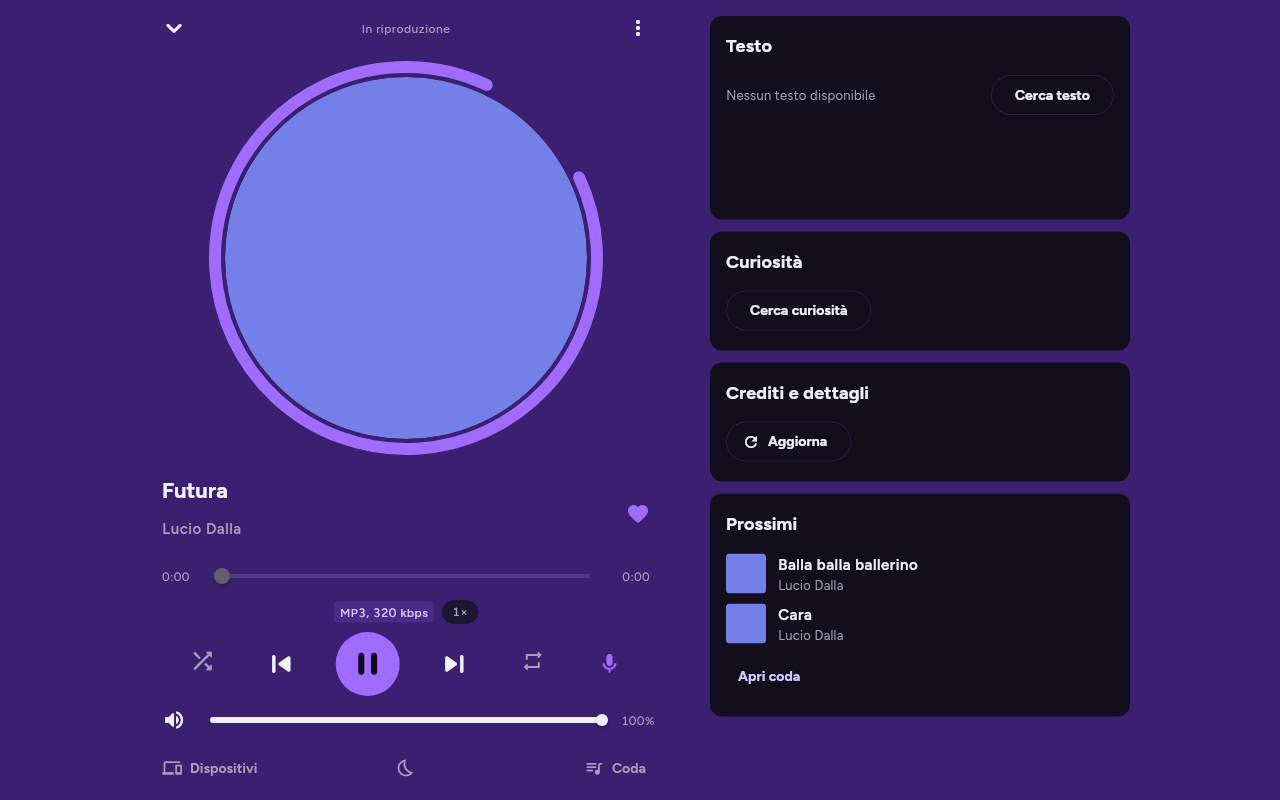 In riproduzione
Futura
Lucio Dalla
0:00
0:00
MP3, 320 kbps
1×
100%
Dispositivi
Coda
Testo
Nessun testo disponibile
Cerca testo
Curiosità
Cerca curiosità
Crediti e dettagli
Aggiorna
Prossimi
Balla balla ballerino
Lucio Dalla
Cara
Lucio Dalla
Apri coda